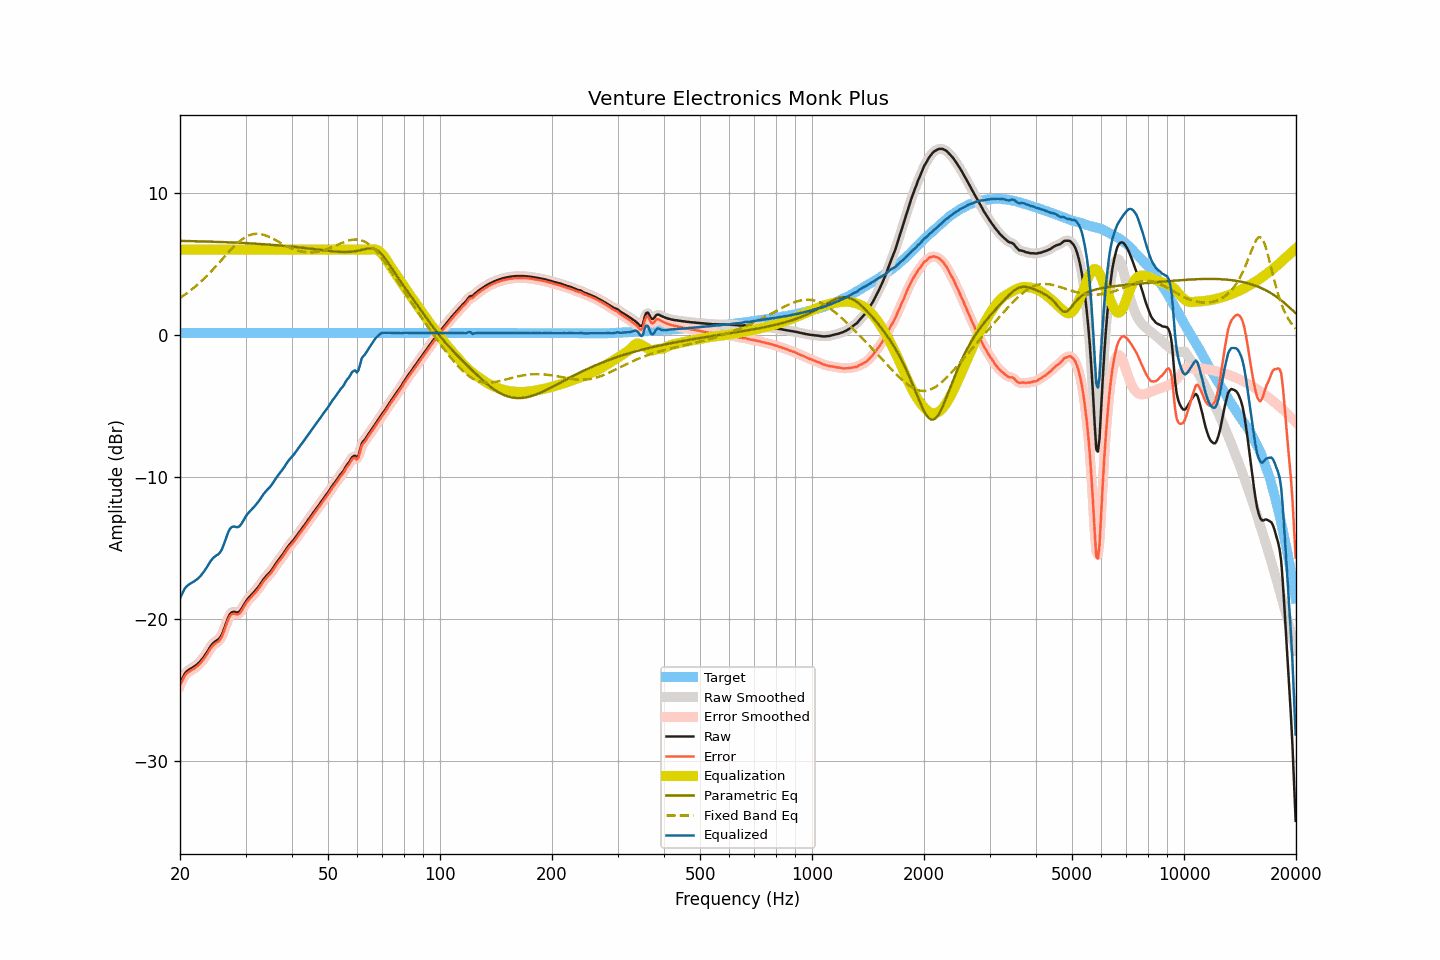 Venture Electronics Monk Plus
Amplitude (dBr)
10
0
−10
−20
−30
Target
Raw Smoothed
Error Smoothed
Raw
Error
Equalization
Parametric Eq
Fixed Band Eq
Equalized
20 50 100 200 500 1000 2000 5000 10000 20000
Frequency (Hz)